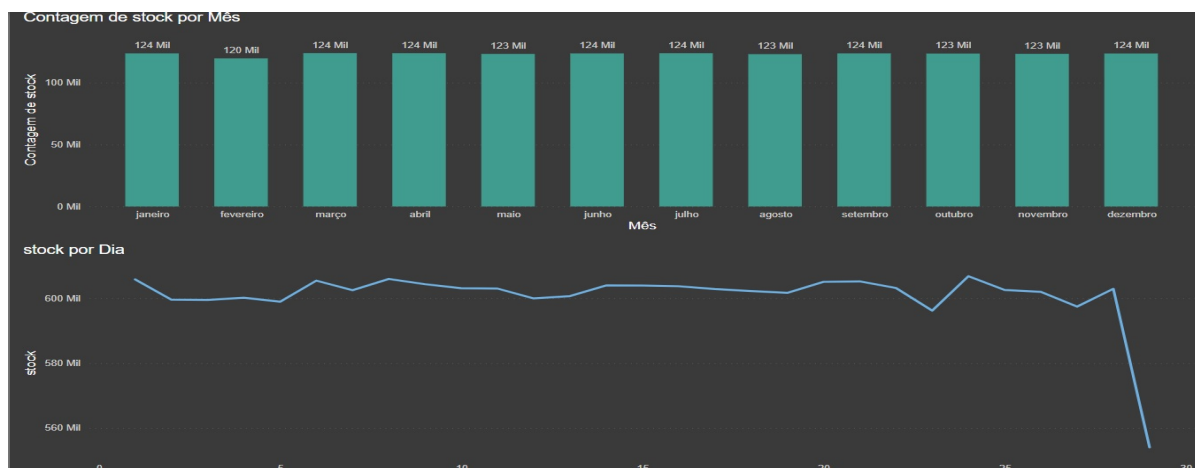 Contagem de stock por Mês
124 Mil 120 Mil 124 Mil 124 Mil 123 Mil 124 Mil 124 Mil 123 Mil 124 Mil 123 Mil 123 Mil 124 Mil
100 Mil
Contagem de stock
50 Mil
0 Mil
janeiro fevereiro março abril maio junho julho agosto setembro outubro novembro dezembro
Mês
stock por Dia
600 Mil
580 Mil
stock
560 Mil
0 5 10 15 20 25 30